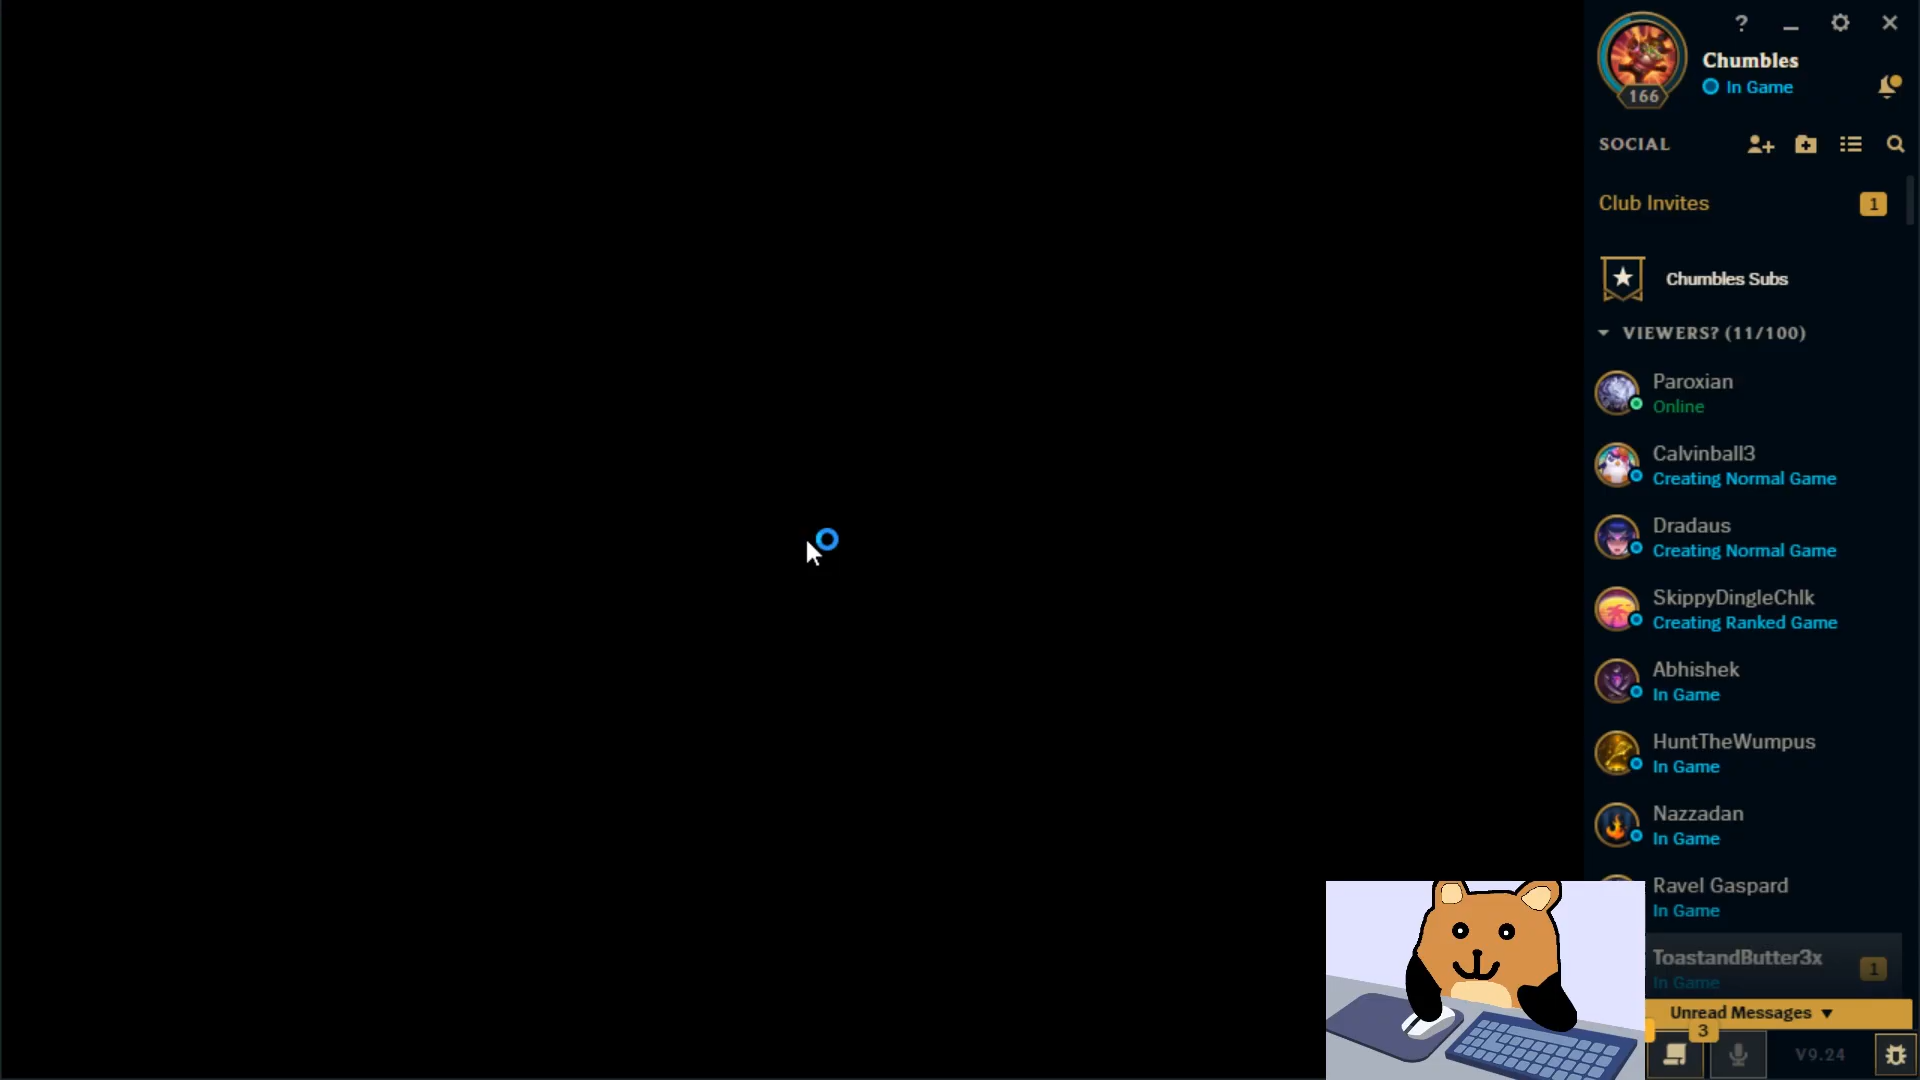 ?
Chumbles
In Game
166
SOCIAL
Club Invites
1
Chumbles Subs
VIEWERS? (11/100)
Paroxian
Online
Calvinball3
Creating Normal Game
Dradaus
Creating Normal Game
SkippyDingleChlk
Creating Ranked Game
Abhishek
In Game
HuntTheWumpus
In Game
Nazzadan
In Game
Ravel Gaspard
In Game
ToastandButter3x
1
In Game
Unread Messages
3
V9.24